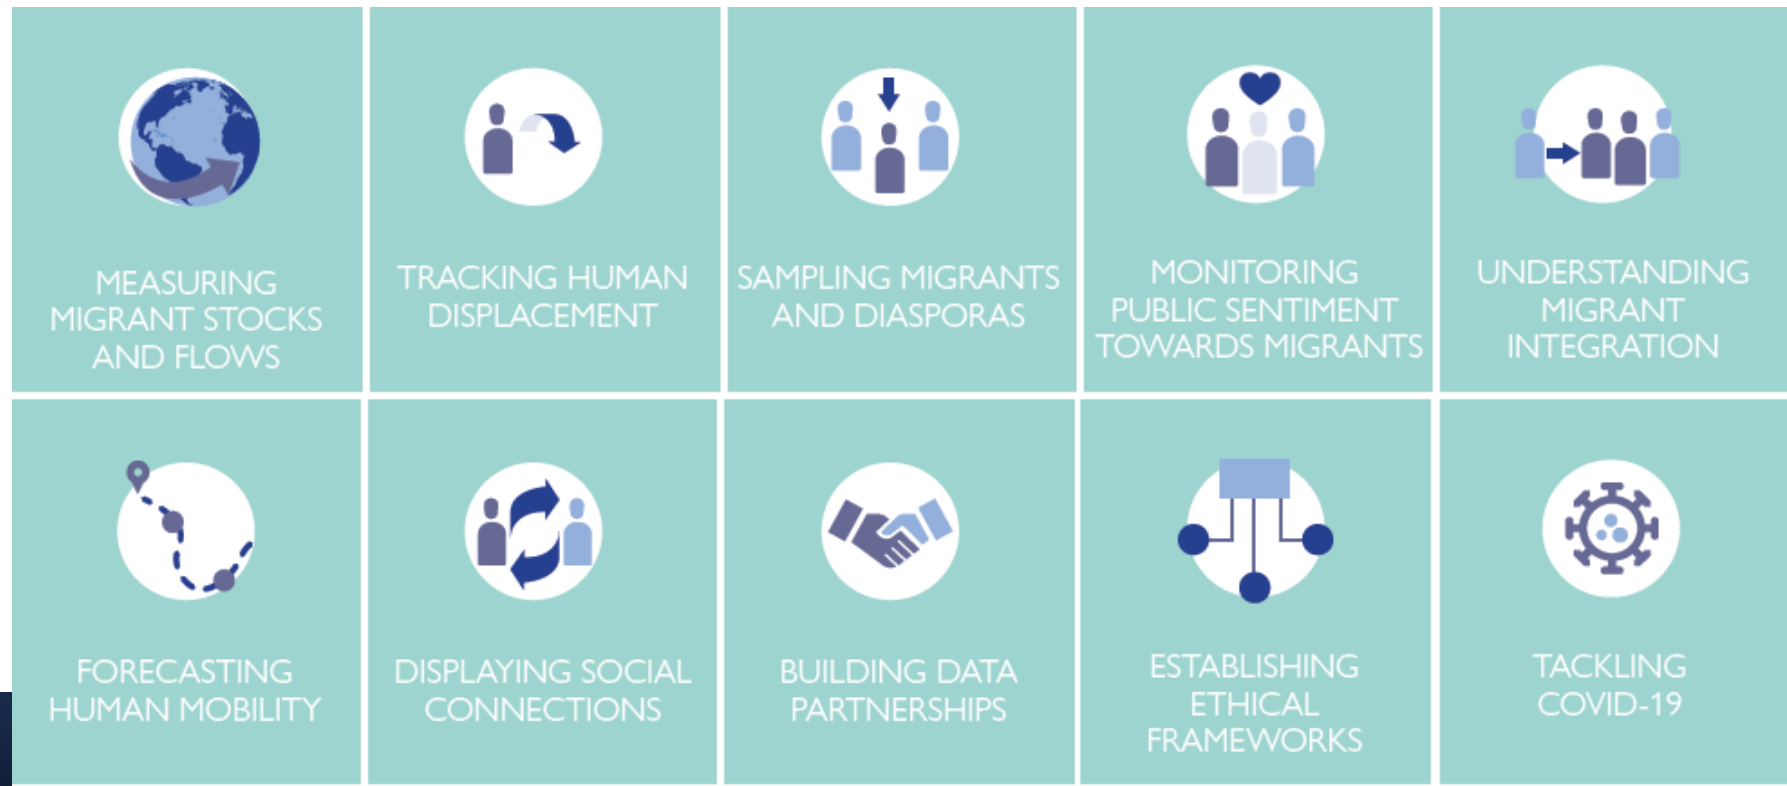 MEASURING
MIGRANT STOCKS
AND FLOWS
TRACKING HUMAN
DISPLACEMENT
SAMPLING MIGRANTS
AND DIASPORAS
MONITORING
PUBLIC SENTIMENT
TOWARDS MIGRANTS
UNDERSTANDING
MIGRANT
INTEGRATION
FORECASTING
HUMAN MOBILITY
DISPLAYING SOCIAL
CONNECTIONS
BUILDING DATA
PARTNERSHIPS
ESTABLISHING
ETHICAL
FRAMEWORKS
TACKLING
COVID-19